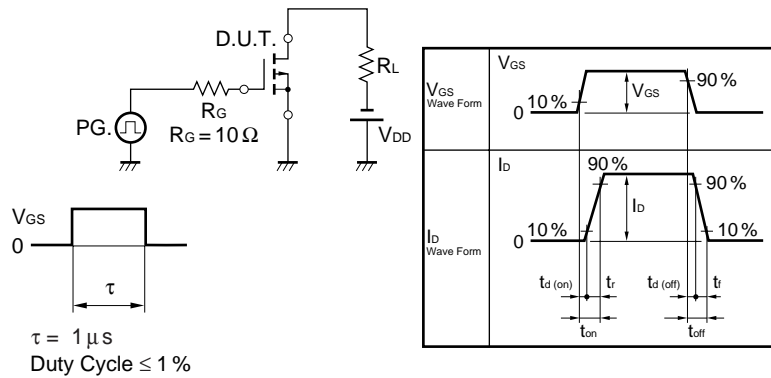 D.U.T.
RL
RG
PG.
RG = 10 Ω
VDD
VGS
0
τ
τ = 1 μs
Duty Cycle ≤ 1 %
VGS
Wave Form
VGS
10 %
0
VGS
90 %
ID
Wave Form
ID
90 %
90 %
10 %
0
ID
10 %
td (on)
tr
td (off)
tf
ton
toff